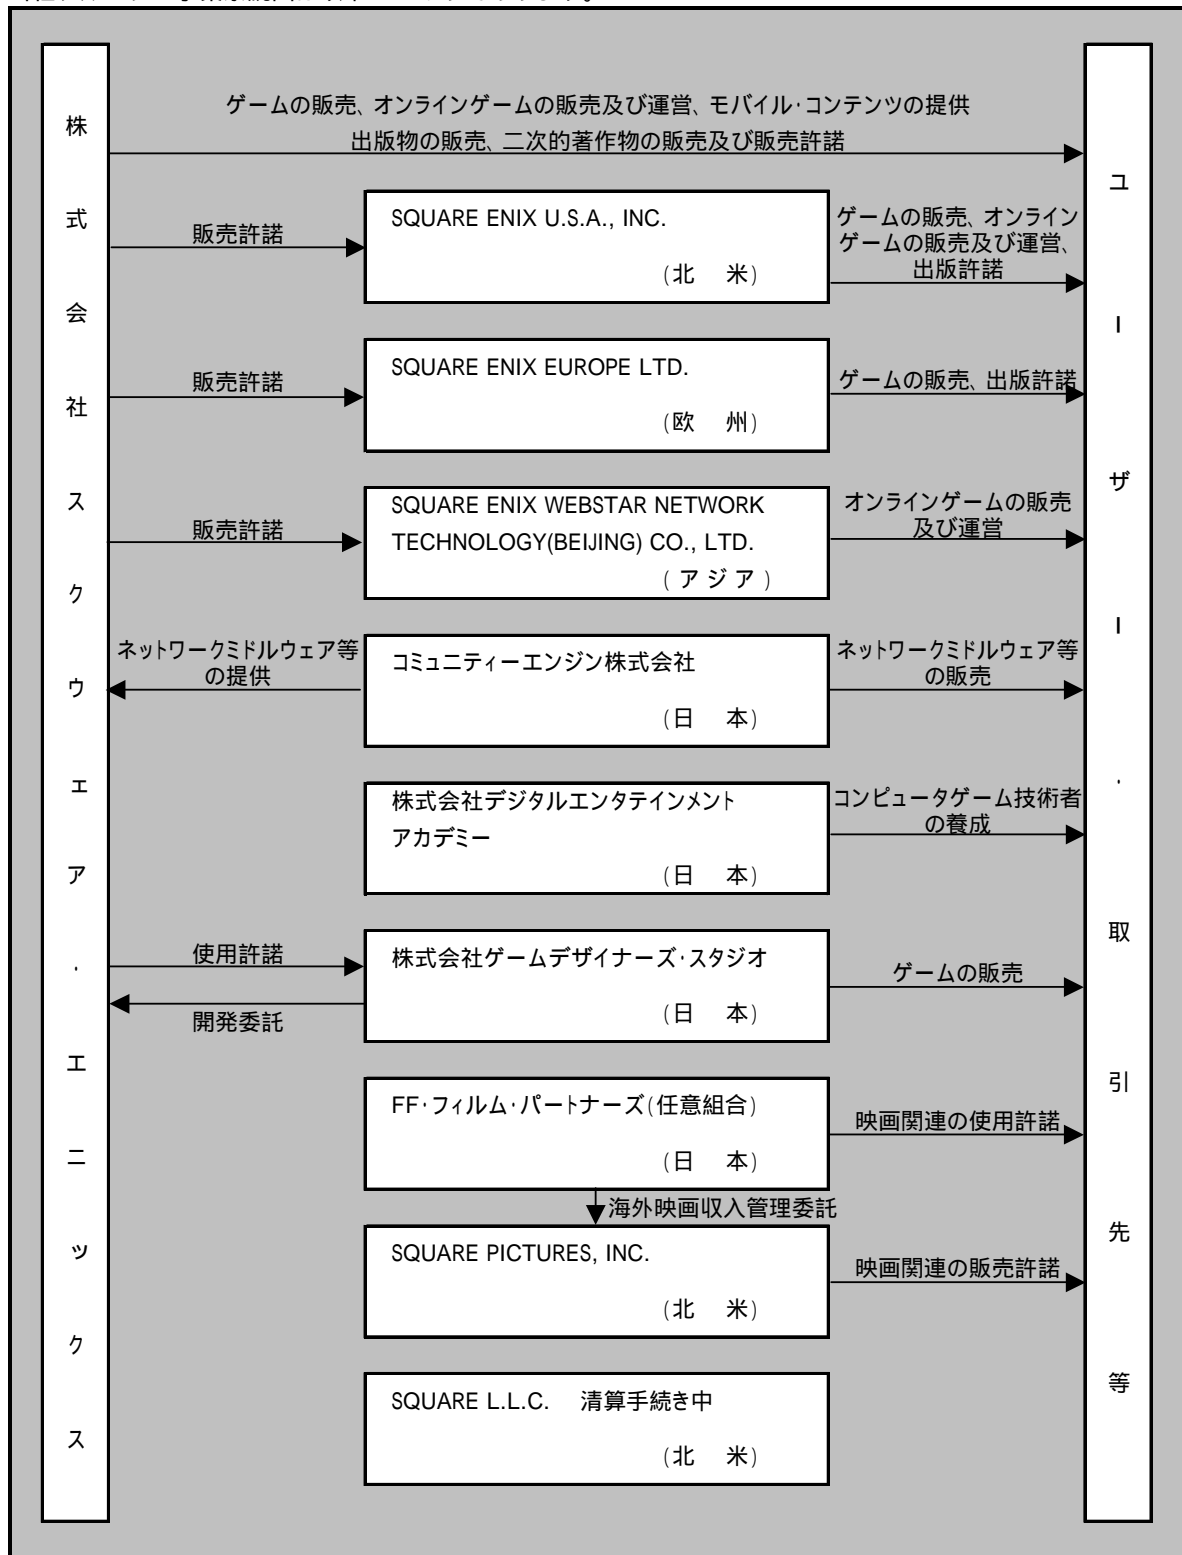 株式会社スクウェア・エニックス
ゲームの販売、オンラインゲームの販売及び運営、モバイル・コンテンツの提供
出版物の販売、二次的著作物の販売及び販売許諾
ユーザー・取引先等
販売許諾
SQUARE ENIX U.S.A., INC.
(北　米)
ゲームの販売、オンライン
ゲームの販売及び運営、
出版許諾
販売許諾
SQUARE ENIX EUROPE LTD.
(欧　州)
ゲームの販売、出版許諾
販売許諾
SQUARE ENIX WEBSTAR NETWORK
TECHNOLOGY(BEIJING) CO., LTD.
(アジア)
オンラインゲームの販売
及び運営
ネットワークミドルウェア等
の提供
コミュニティーエンジン株式会社
(日　本)
ネットワークミドルウェア等
の販売
株式会社デジタルエンタテインメント
アカデミー
(日　本)
コンピュータゲーム技術者
の養成
使用許諾
開発委託
株式会社ゲームデザイナーズ・スタジオ
(日　本)
ゲームの販売
FF・フィルム・パートナーズ(任意組合)
(日　本)
映画関連の使用許諾
海外映画収入管理委託
SQUARE PICTURES, INC.
(北　米)
映画関連の販売許諾
SQUARE L.L.C.　清算手続き中
(北　米)